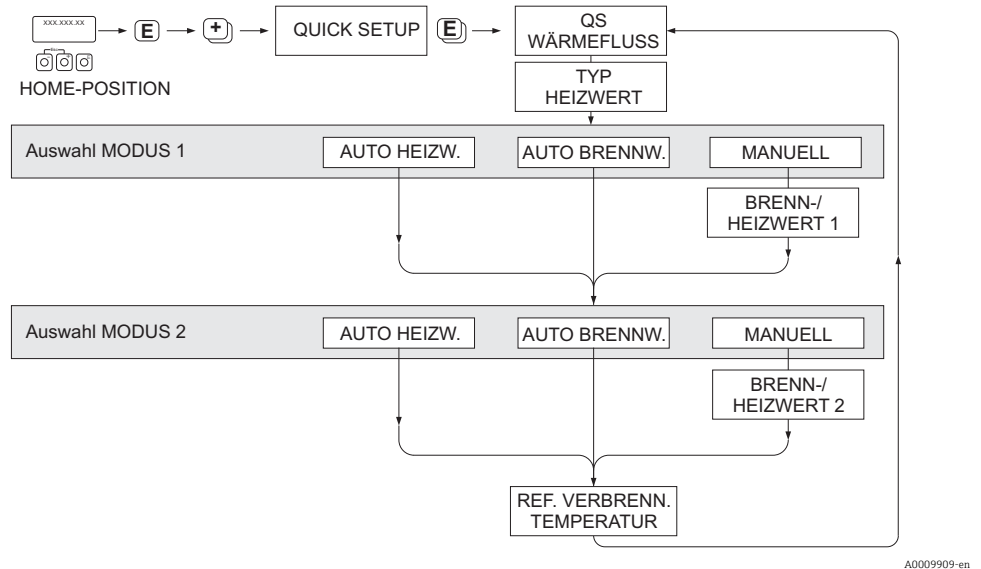 xxx.xxx.xx
Esc
E
+
QUICK SETUP
E
QS
WÄRMEFLUSS
HOME-POSITION
TYP
HEIZWERT
Auswahl MODUS 1
AUTO HEIZW.
AUTO BRENNW.
MANUELL
BRENN-/
HEIZWERT 1
Auswahl MODUS 2
AUTO HEIZW.
AUTO BRENNW.
MANUELL
BRENN-/
HEIZWERT 2
REF. VERBRENN.
TEMPERATUR
A0009909-en